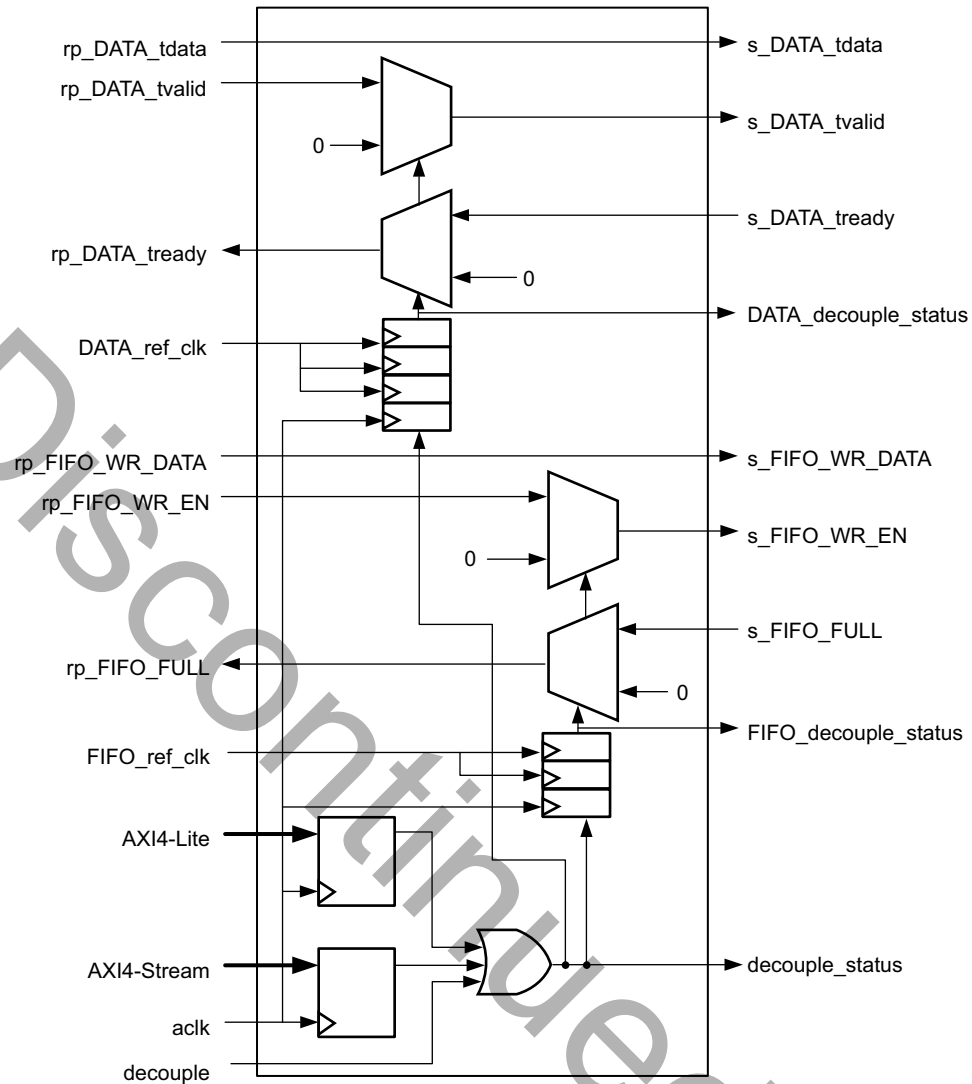 rp_DATA_tdata
s_DATA_tdata
rp_DATA_tvalid
s_DATA_tvalid
0
s_DATA_tready
rp_DATA_tready
0
DATA_decouple_status
DATA_ref_clk
rp_FIFO_WR_DATA
s_FIFO_WR_DATA
rp_FIFO_WR_EN
s_FIFO_WR_EN
0
s_FIFO_FULL
rp_FIFO_FULL
0
FIFO_decouple_status
FIFO_ref_clk
AXI4-Lite
AXI4-Stream
decouple_status
aclk
decouple
Discontinue